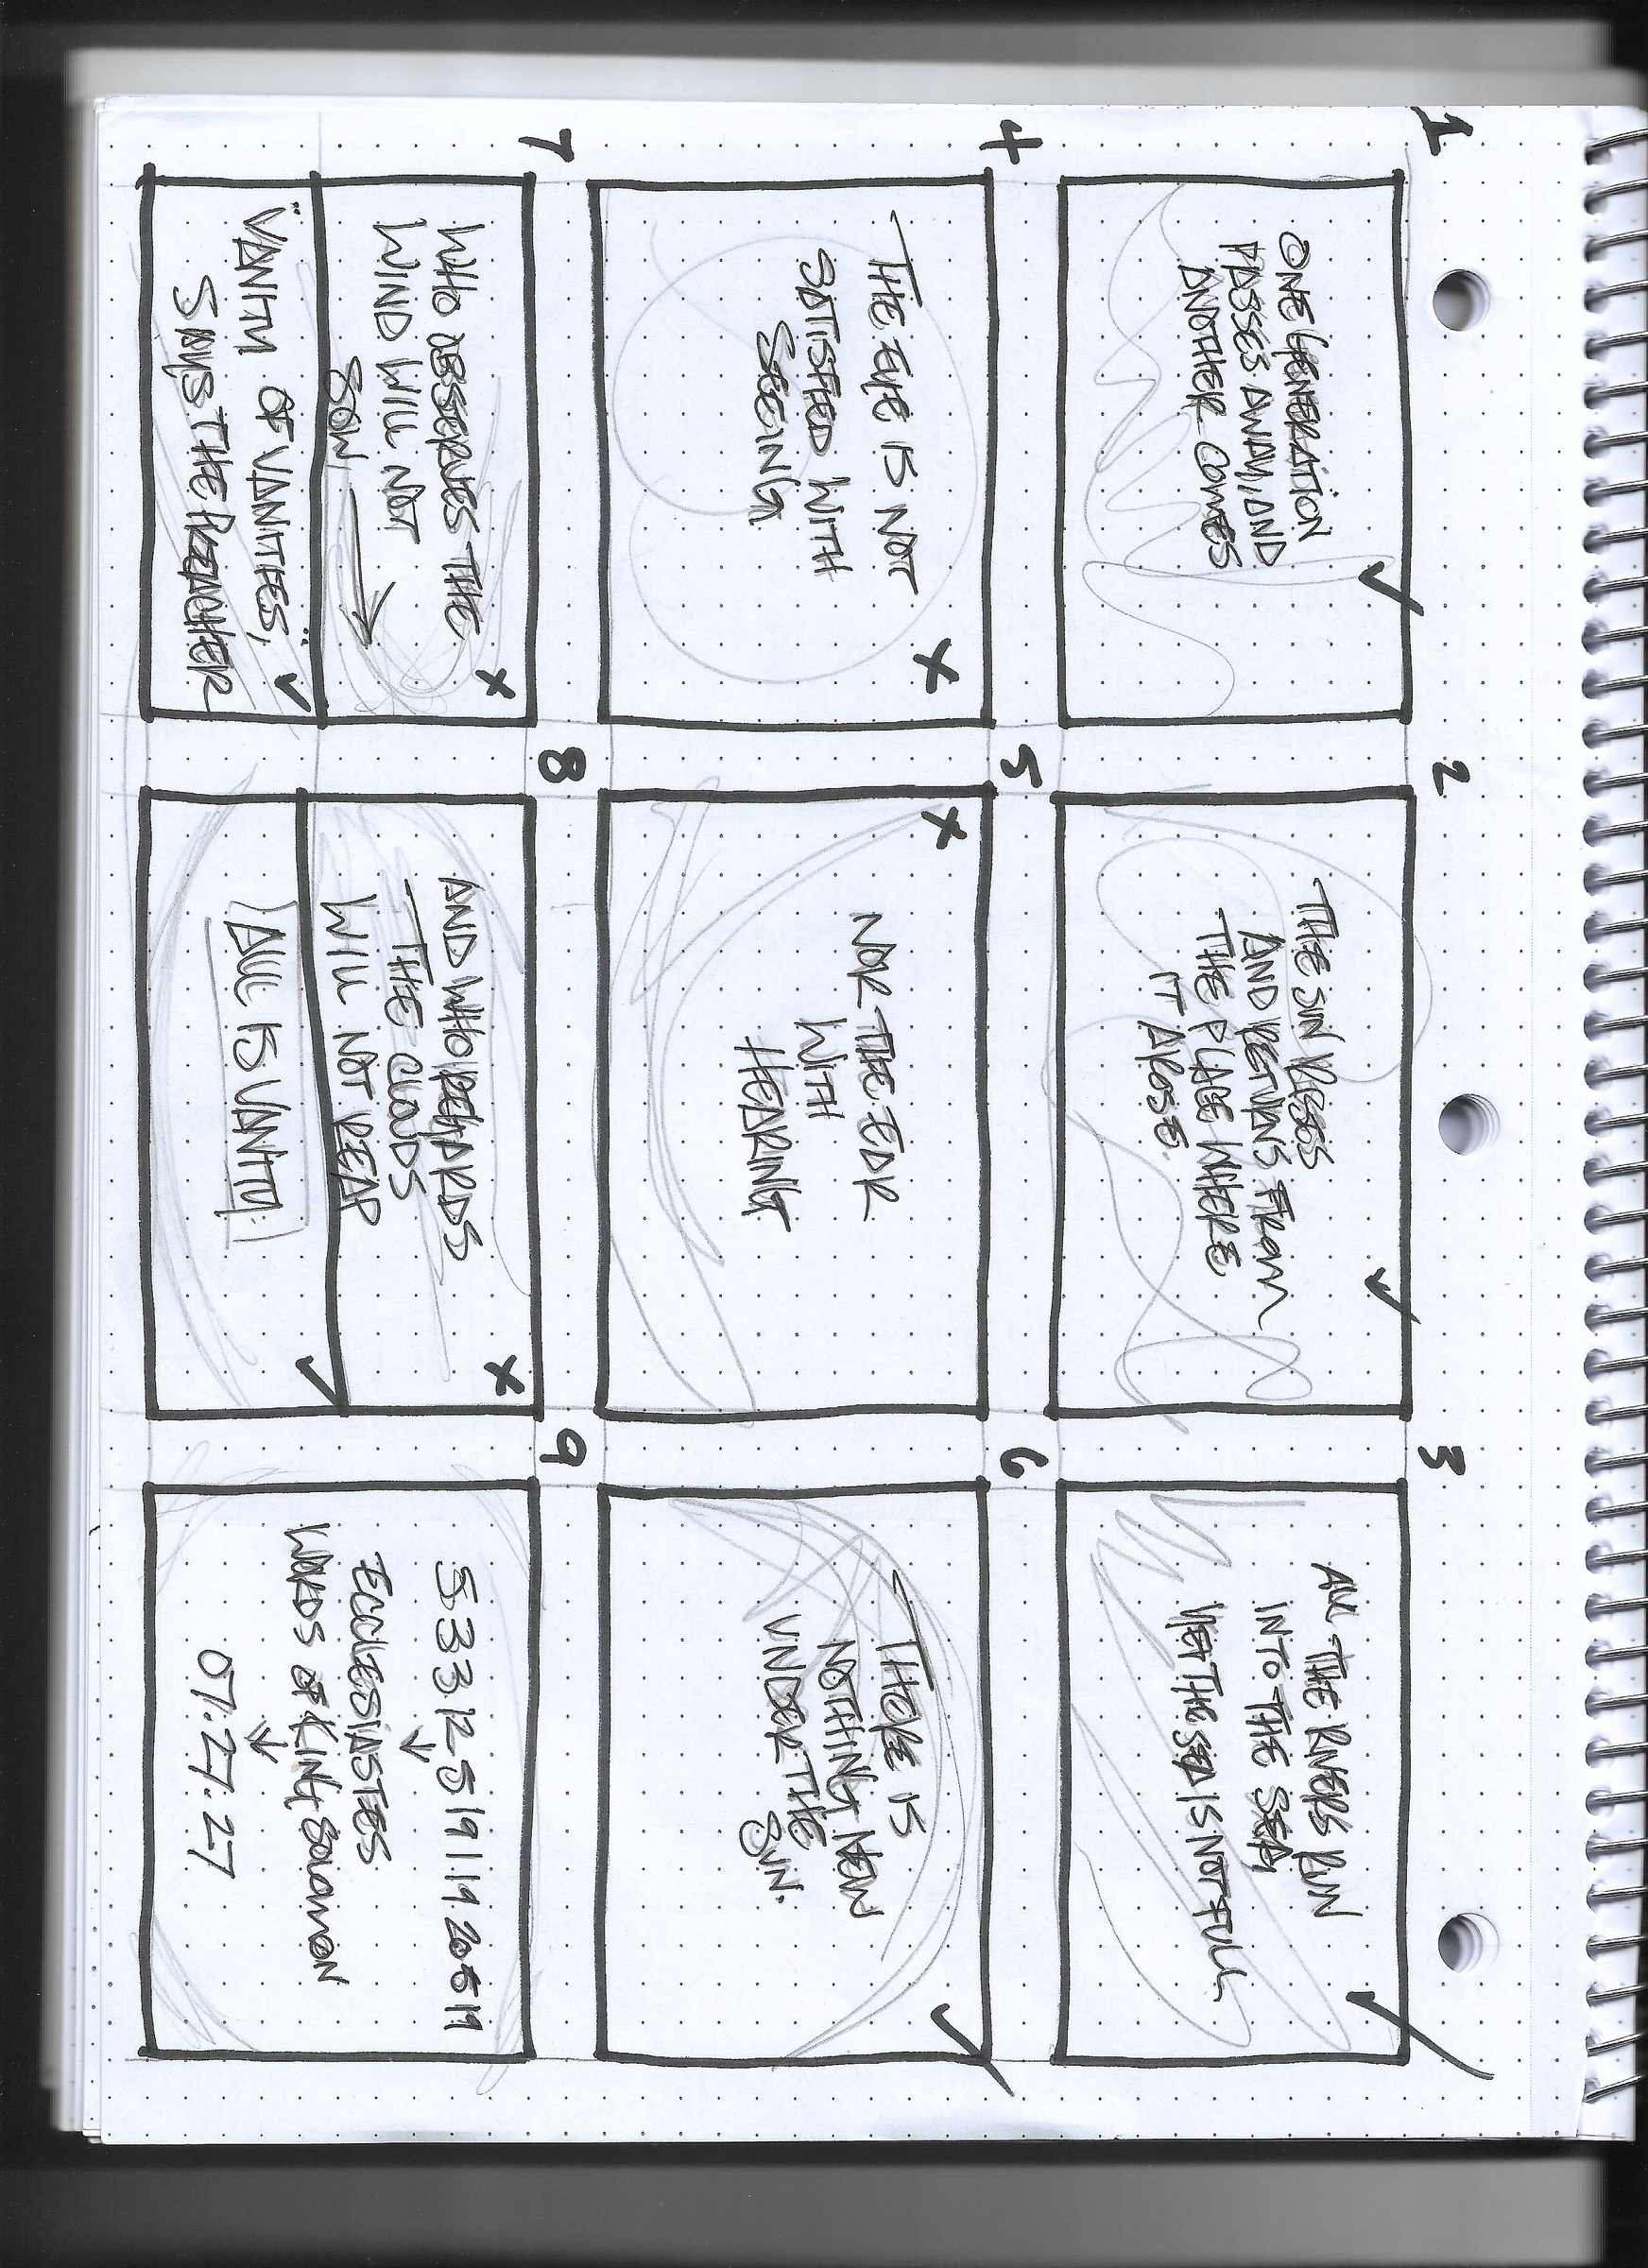 1
ONE GENERATION
PASSES AWAY, AND
ANOTHER COMES
2
THE SUN RISES
AND RETURNS FROM
THE PLACE WHERE
IT AROSE.
3
ALL THE RIVERS RUN
INTO THE SEA,
YET THE SEA IS NOT FULL
4
THE EYE IS NOT
SATISFIED WITH
SEEING
5
NOR THE EAR
WITH
HEARING
6
THERE IS
NOTHING NEW
UNDER THE
SUN.
7
WHO OBSERVES THE
WIND WILL NOT
SOW,
"VANITY OF VANITIES,"
SAYS THE PREACHER
8
AND WHO REGARDS
THE CLOUDS
WILL NOT REAP
ALL IS VANITY.
9
5 3 3 12 5 19 1 19 20 5 19
ECCLESIASTES
WORDS OF KING SOLOMON
07:27:27